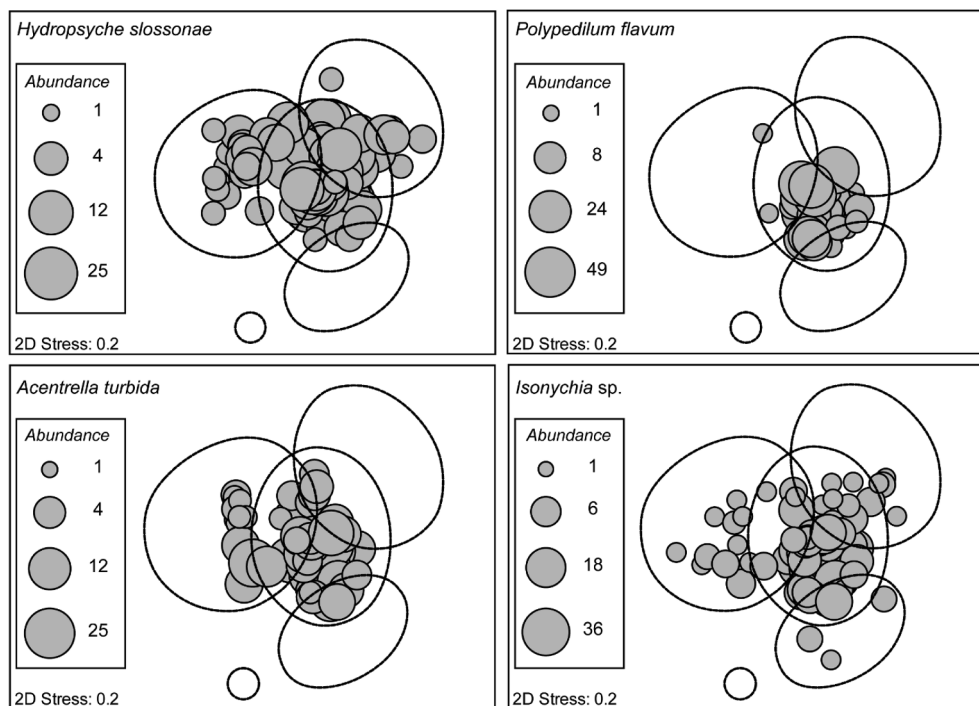 Hydropsyche slossonae
Abundance
1
4
12
25
2D Stress: 0.2
Polypedilum flavum
Abundance
1
8
24
49
2D Stress: 0.2
Acentrella turbida
Abundance
1
4
12
25
2D Stress: 0.2
Isonychia sp.
Abundance
1
6
18
36
2D Stress: 0.2